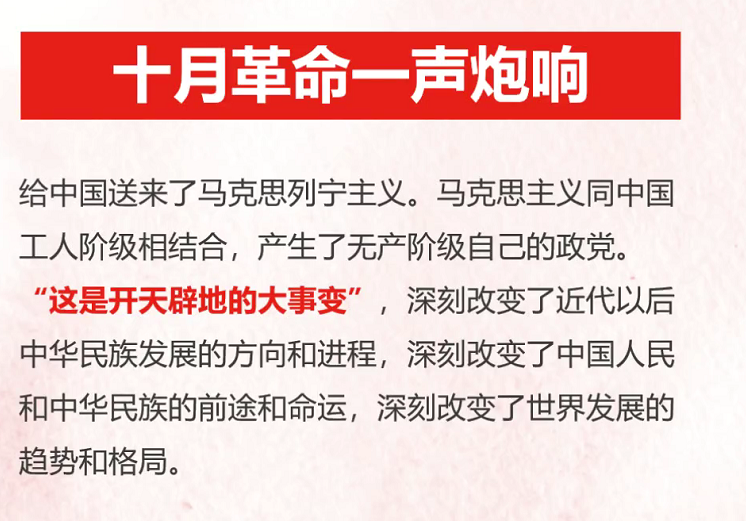 十月革命一声炮响
给中国送来了马克思列宁主义。马克思主义同中国
工人阶级相结合，产生了无产阶级自己的政党。
“这是开天辟地的大事变”，深刻改变了近代以后
中华民族发展的方向和进程，深刻改变了中国人民
和中华民族的前途和命运，深刻改变了世界发展的
趋势和格局。